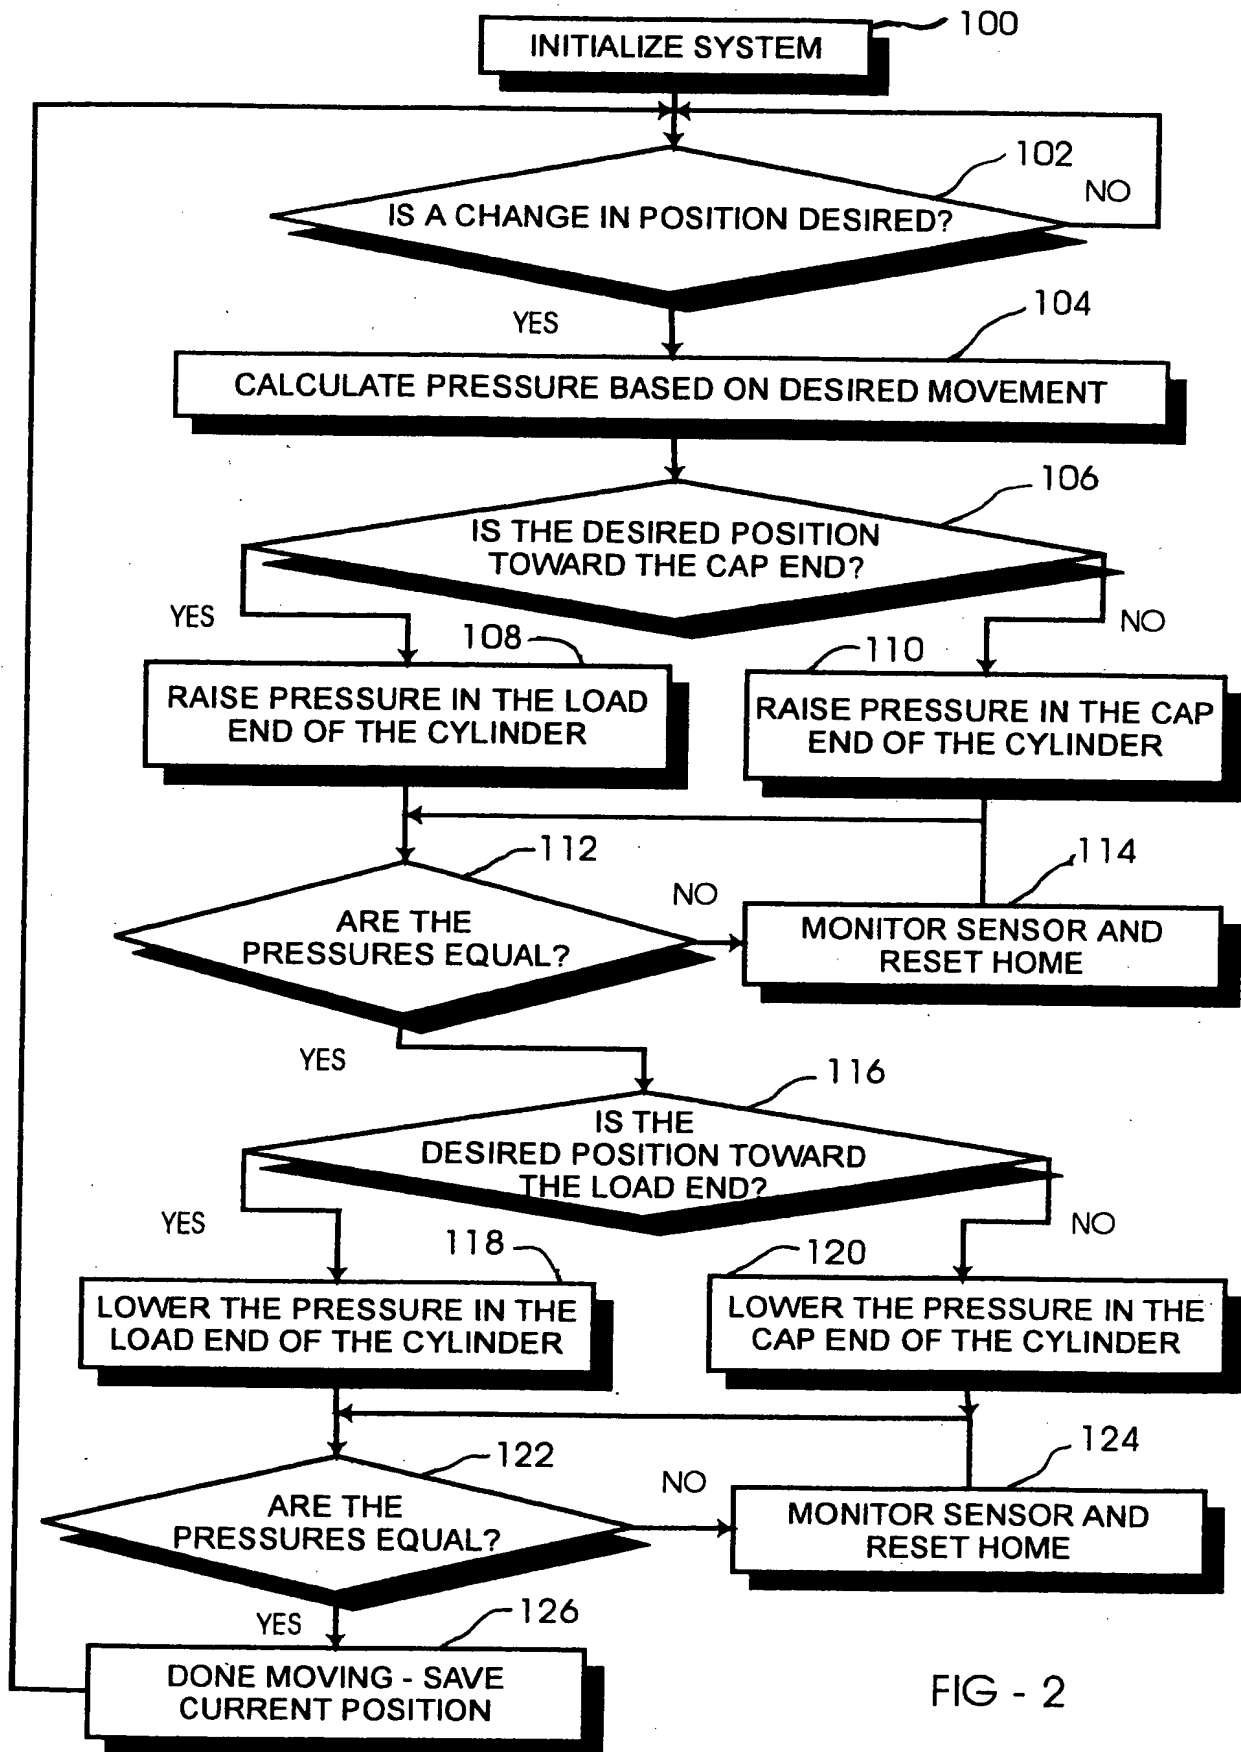 100
INITIALIZE SYSTEM
102
NO
IS A CHANGE IN POSITION DESIRED?
YES
104
CALCULATE PRESSURE BASED ON DESIRED MOVEMENT
106
IS THE DESIRED POSITION
TOWARD THE CAP END?
YES
NO
108
110
RAISE PRESSURE IN THE LOAD
END OF THE CYLINDER
RAISE PRESSURE IN THE CAP
END OF THE CYLINDER
112
114
NO
ARE THE
PRESSURES EQUAL?
MONITOR SENSOR AND
RESET HOME
YES
116
IS THE
DESIRED POSITION TOWARD
THE LOAD END?
YES
NO
118
120
LOWER THE PRESSURE IN THE
LOAD END OF THE CYLINDER
LOWER THE PRESSURE IN THE
CAP END OF THE CYLINDER
122
124
NO
ARE THE
PRESSURES EQUAL?
MONITOR SENSOR AND
RESET HOME
YES
126
DONE MOVING - SAVE
CURRENT POSITION
FIG - 2